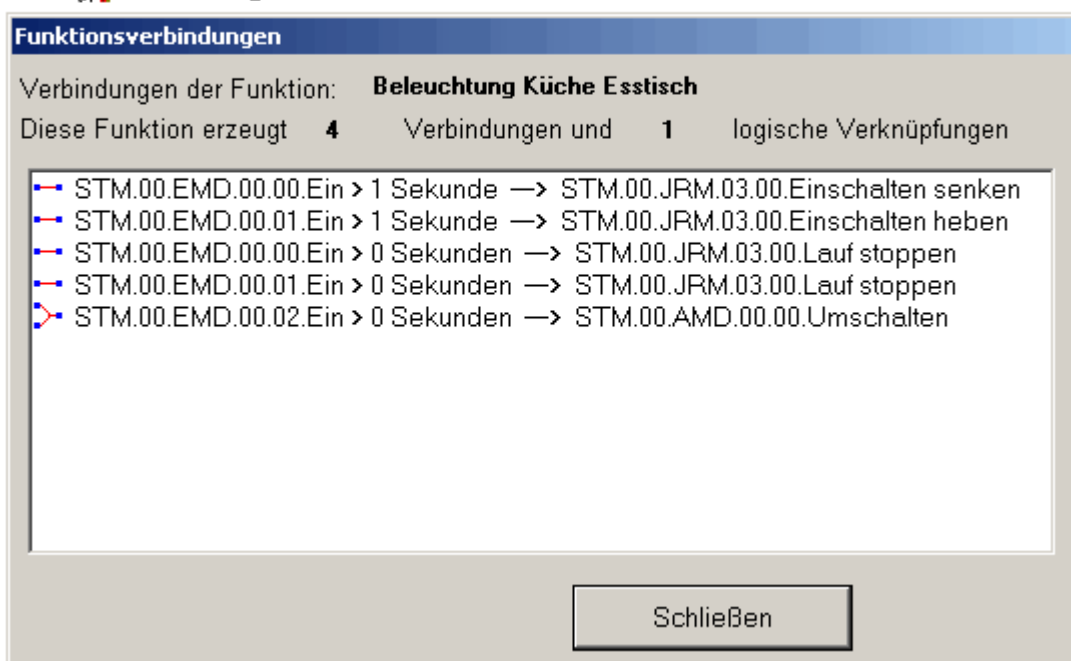 Funktionsverbindungen
Verbindungen der Funktion: Beleuchtung Küche Esstisch
Diese Funktion erzeugt 4 Verbindungen und 1 logische Verknüpfungen
STM.00.EMD.00.00.Ein > 1 Sekunde —> STM.00.JRM.03.00.Einschalten senken
STM.00.EMD.00.01.Ein > 1 Sekunde —> STM.00.JRM.03.00.Einschalten heben
STM.00.EMD.00.00.Ein > 0 Sekunden —> STM.00.JRM.03.00.Lauf stoppen
STM.00.EMD.00.01.Ein > 0 Sekunden —> STM.00.JRM.03.00.Lauf stoppen
STM.00.EMD.00.02.Ein > 0 Sekunden —> STM.00.AMD.00.00.Umschalten
Schließen